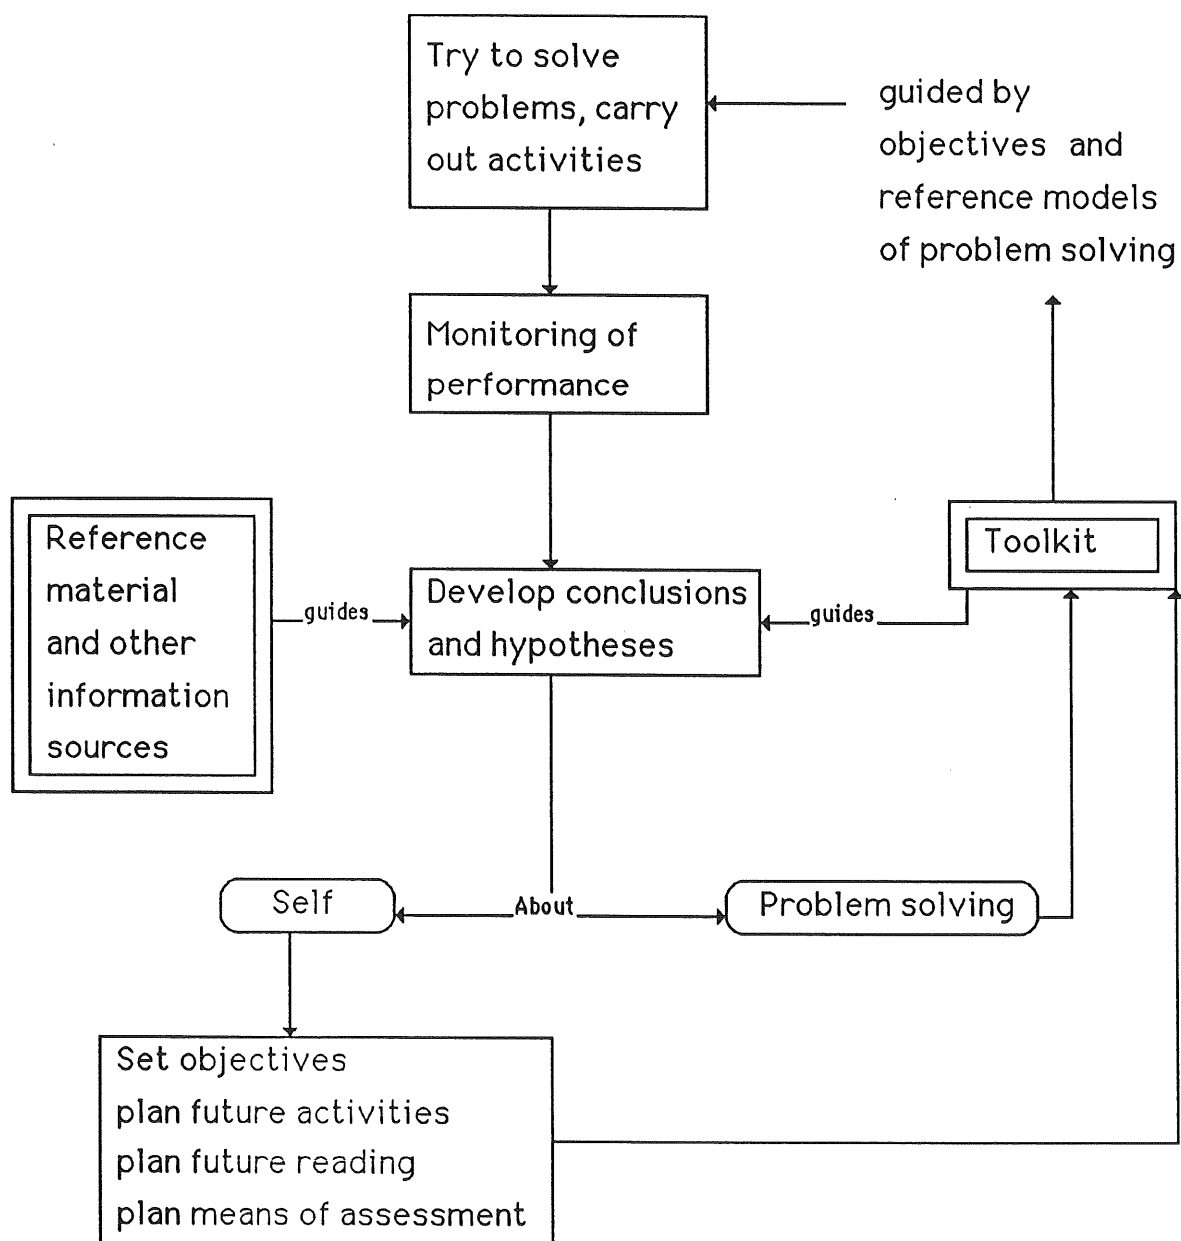 Try to solve
problems, carry
out activities
guided by
objectives and
reference models
of problem solving
Monitoring of
performance
Reference
material
and other
information
sources
guides
Develop conclusions
and hypotheses
guides
Toolkit
Self
About
Problem solving
Set objectives
plan future activities
plan future reading
plan means of assessment